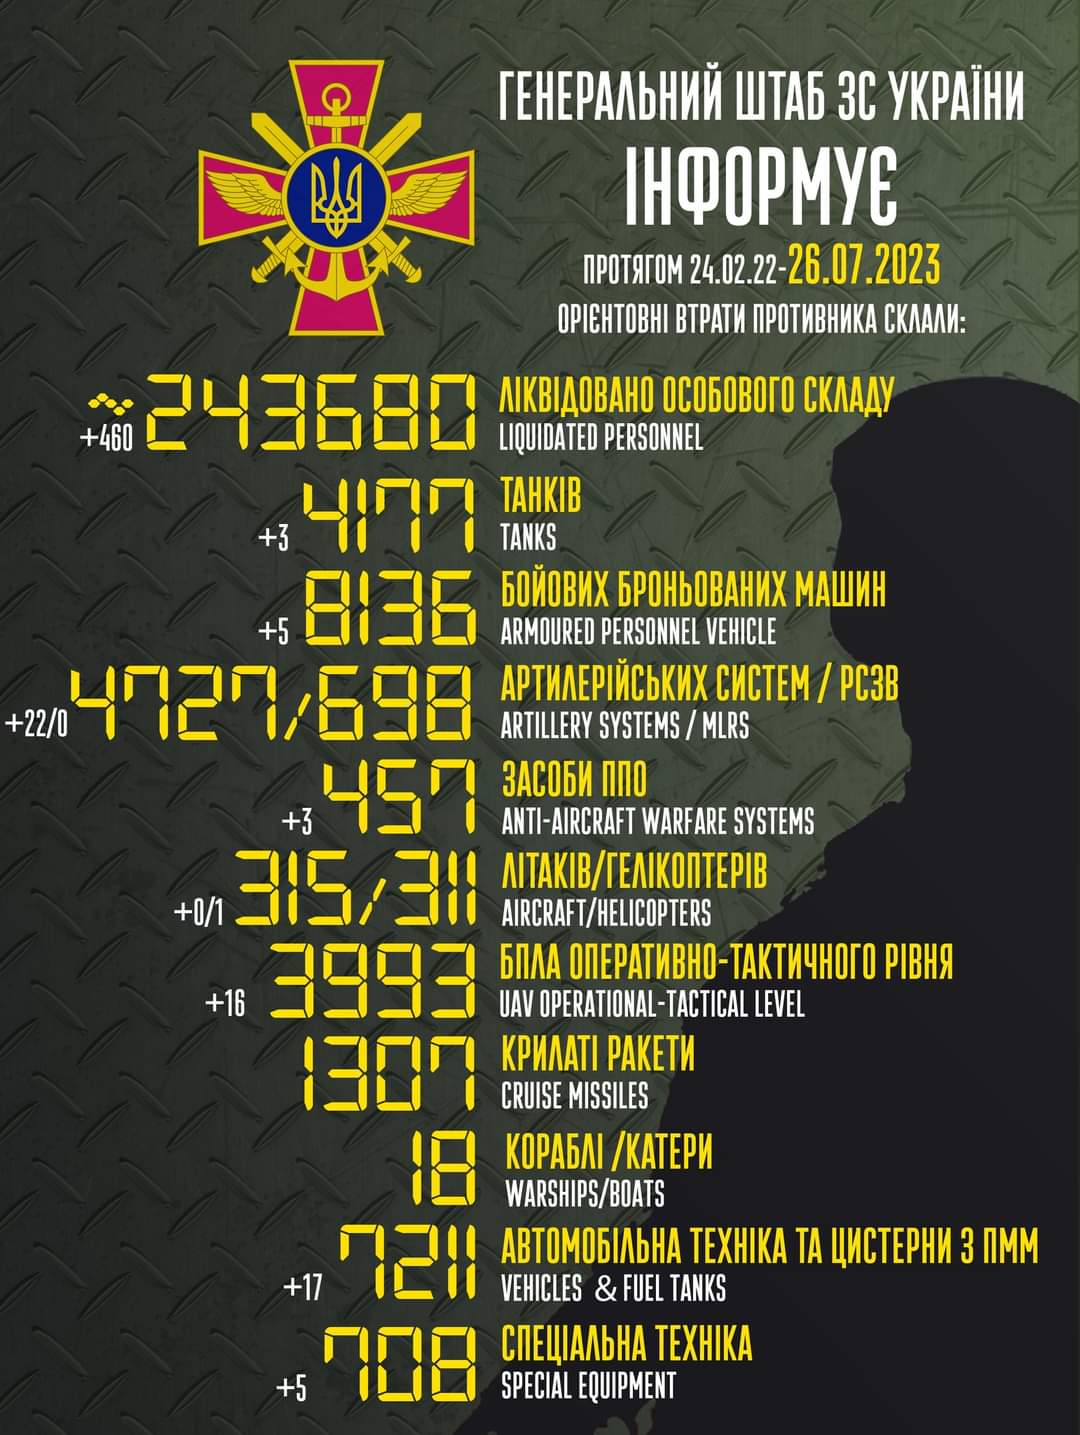 ГЕНЕРАЛЬНИЙ ШТАБ ЗС УКРАЇНИ
ІНФОРМУЄ
ПРОТЯГОМ 24.02.22-26.07.2023
ОРІЄНТОВНІ ВТРАТИ ПРОТИВНИКА СКЛАЛИ:
+460 ~243680 ЛІКВІДОВАНО ОСОБОВОГО СКЛАДУ
LIQUIDATED PERSONNEL
+3 4177 ТАНКІВ
TANKS
+5 8136 БОЙОВИХ БРОНЬОВАНИХ МАШИН
ARMOURED PERSONNEL VEHICLE
+22/0 4727/698 АРТИЛЕРІЙСЬКИХ СИСТЕМ / РСЗВ
ARTILLERY SYSTEMS / MLRS
+3 457 ЗАСОБИ ППО
ANTI-AIRCRAFT WARFARE SYSTEMS
+0/1 315/311 ЛІТАКІВ/ГЕЛІКОПТЕРІВ
AIRCRAFT/HELICOPTERS
+16 3993 БПЛА ОПЕРАТИВНО-ТАКТИЧНОГО РІВНЯ
UAV OPERATIONAL-TACTICAL LEVEL
1307 КРИЛАТІ РАКЕТИ
CRUISE MISSILES
18 КОРАБЛІ /КАТЕРИ
WARSHIPS/BOATS
+17 7211 АВТОМОБІЛЬНА ТЕХНІКА ТА ЦИСТЕРНИ З ПММ
VEHICLES & FUEL TANKS
+5 708 СПЕЦІАЛЬНА ТЕХНІКА
SPECIAL EQUIPMENT